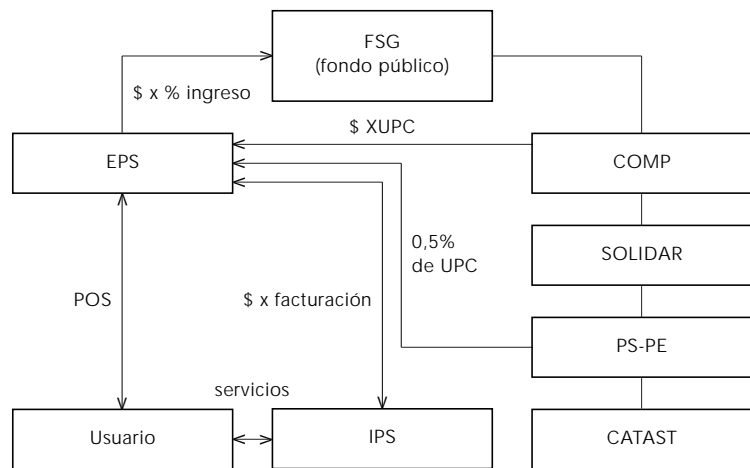 FSG
(fondo público)
$ x % ingreso
$ XUPC
EPS
COMP
0,5%
de UPC
SOLIDAR
POS
$ x facturación
PS-PE
servicios
Usuario
IPS
CATAST